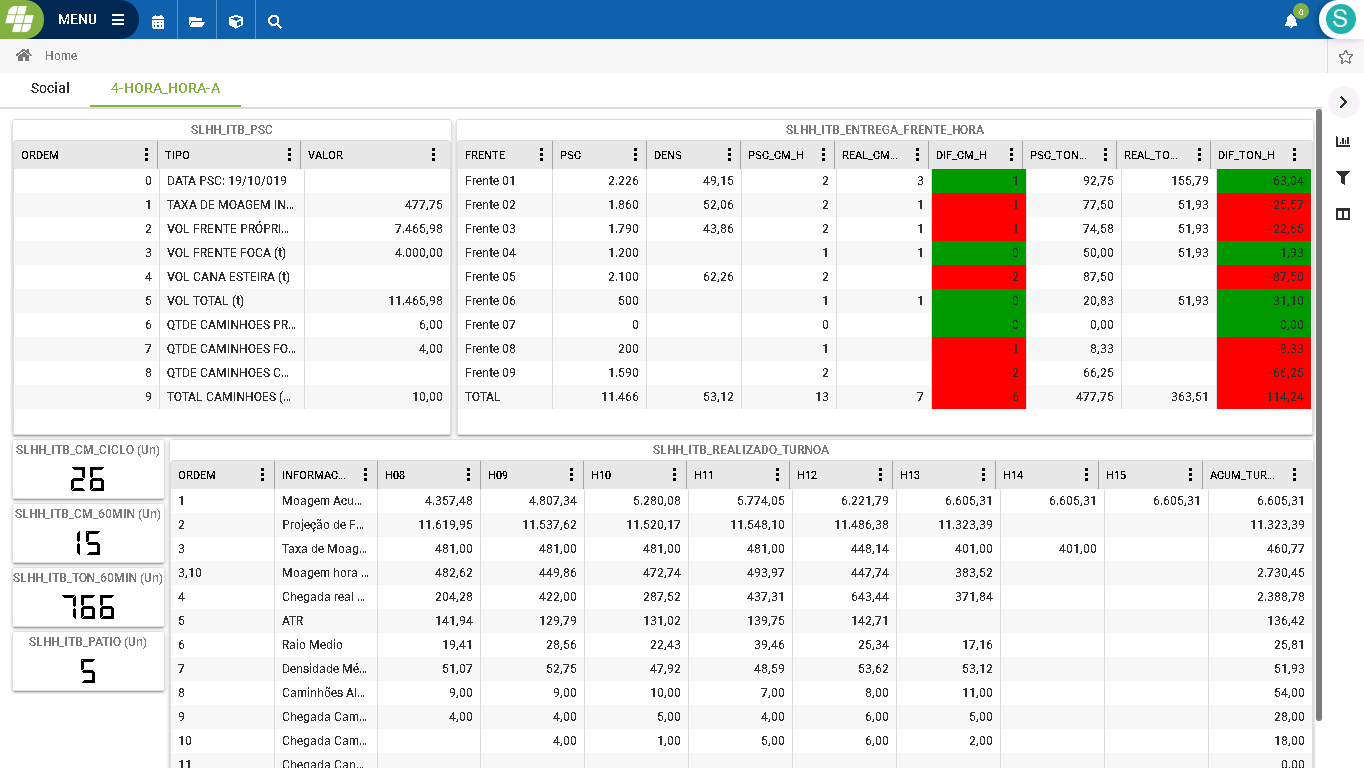 MENU
0
S
Home
Social 4-HORA_HORA-A
SLHH_ITB_PSC
ORDEM TIPO VALOR
0 DATA PSC: 19/10/019
1 TAXA DE MOAGEM IN... 477,75
2 VOL FRENTE PRÓPRI... 7.465,98
3 VOL FRENTE FOCA (t) 4.000,00
4 VOL CANA ESTEIRA (t)
5 VOL TOTAL (t) 11.465,98
6 QTDE CAMINHOES PR... 6,00
7 QTDE CAMINHOES FO... 4,00
8 QTDE CAMINHOES C...
9 TOTAL CAMINHOES (... 10,00
SLHH_ITB_ENTREGA_FRENTE_HORA
FRENTE PSC DENS PSC_CM_H REAL_CM... DIF_CM_H PSC_TON... REAL_TO... DIF_TON_H
Frente 01 2.226 49,15 2 3 1 92,75 155,79 63,04
Frente 02 1.860 52,06 2 1 -1 77,50 51,93 -25,57
Frente 03 1.790 43,86 2 1 -1 74,58 51,93 -22,65
Frente 04 1.200 1 1 0 50,00 51,93 1,93
Frente 05 2.100 62,26 2 -2 87,50 -87,50
Frente 06 500 1 1 0 20,83 51,93 31,10
Frente 07 0 0 0 0,00 0,00
Frente 08 200 1 -1 8,33 -8,33
Frente 09 1.590 2 -2 66,25 -66,25
TOTAL 11.466 53,12 13 7 -6 477,75 363,51 -114,24
SLHH_ITB_CM_CICLO (Un)
26
SLHH_ITB_CM_60MIN (Un)
15
SLHH_ITB_TON_60MIN (Un)
766
SLHH_ITB_PATIO (Un)
5
SLHH_ITB_REALIZADO_TURNOA
ORDEM INFORMAC... H08 H09 H10 H11 H12 H13 H14 H15 ACUM_TUR...
1 Moagem Acu... 4.357,48 4.807,34 5.280,08 5.774,05 6.221,79 6.605,31 6.605,31 6.605,31 6.605,31
2 Projeção de F... 11.619,95 11.537,62 11.520,17 11.548,10 11.486,38 11.323,39 11.323,39
3 Taxa de Moag... 481,00 481,00 481,00 481,00 448,14 401,00 401,00 460,77
3,10 Moagem hora ... 482,62 449,86 472,74 493,97 447,74 383,52 2.730,45
4 Chegada real ... 204,28 422,00 287,52 437,31 643,44 371,84 2.388,78
5 ATR 141,94 129,79 131,02 139,75 142,71 136,42
6 Raio Medio 19,41 28,56 22,43 39,46 25,34 17,16 25,81
7 Densidade Mé... 51,07 52,75 47,92 48,59 53,62 53,12 51,93
8 Caminhões Al... 9,00 9,00 10,00 7,00 8,00 11,00 54,00
9 Chegada Cam... 4,00 4,00 5,00 4,00 6,00 5,00 28,00
10 Chegada Cam... 4,00 1,00 5,00 6,00 2,00 18,00
11 Chegada Can... 0,00